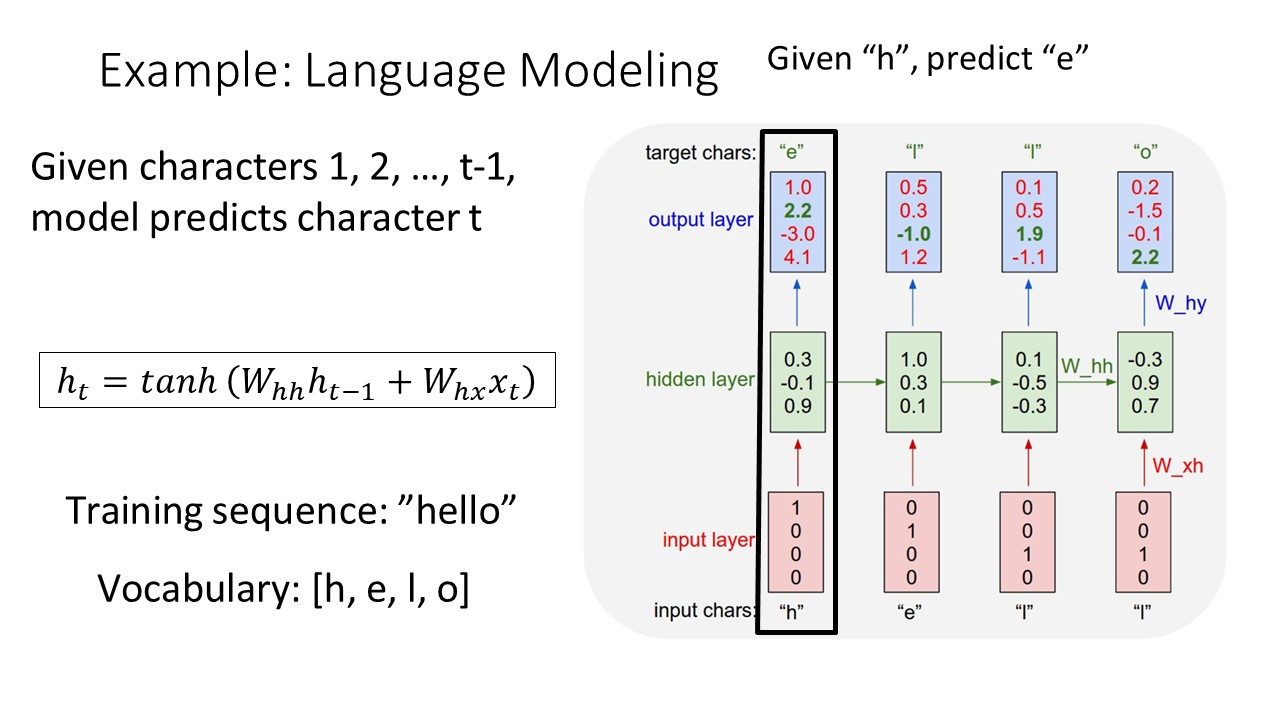 Example: Language Modeling
Given “h”, predict “e”
Given characters 1, 2, …, t-1,
model predicts character t
h_t = tanh (W_hh h_t−1 + W_hx x_t)
Training sequence: ”hello”
Vocabulary: [h, e, l, o]
target chars: “e” “l” “l” “o”
1.0 0.5 0.1 0.2
2.2 0.3 0.5 -1.5
output layer
-3.0 -1.0 1.9 -0.1
4.1 1.2 -1.1 2.2
W_hy
0.3 1.0 0.1 -0.3
W_hh
hidden layer -0.1 0.3 -0.5 0.9
0.9 0.1 -0.3 0.7
W_xh
1 0 0 0
0 1 0 0
input layer
0 0 1 1
0 0 0 0
input chars: “h” “e” “l” “l”